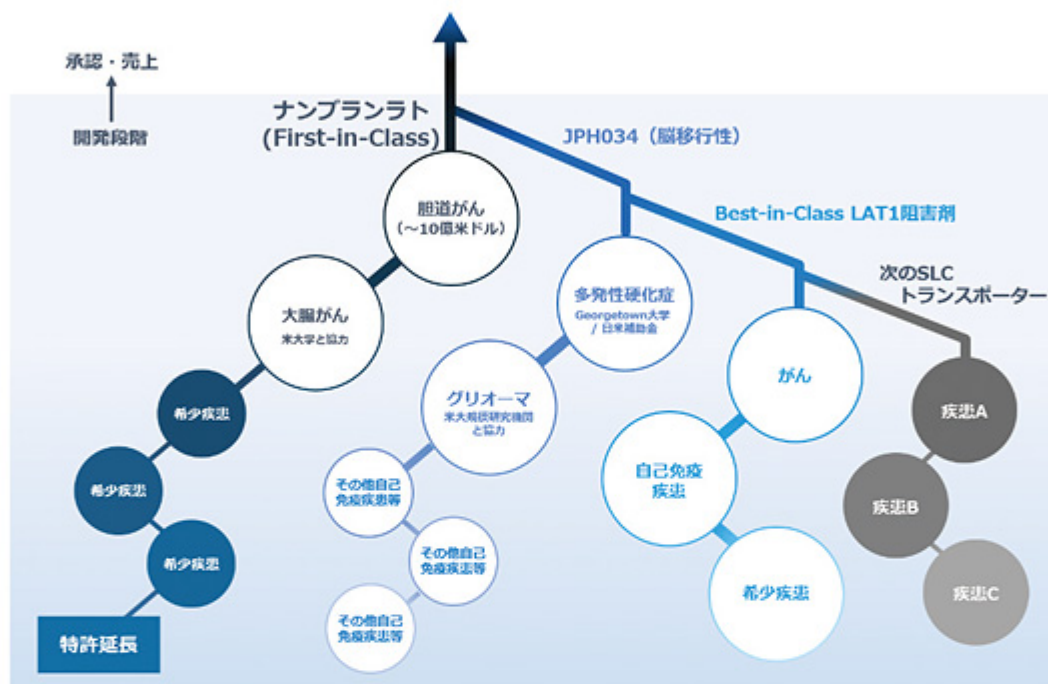 承認・売上
開発段階
ナンブランラト
(First-in-Class)
胆道がん
（～10億米ドル）
大腸がん
米大学と協力
希少疾患
希少疾患
希少疾患
特許延長
JPH034（脳移行性）
多発性硬化症
Georgetown大学
/ 日米補助会
グリオーマ
米大規模研究機関
と協力
その他自己
免疫疾患等
その他自己
免疫疾患等
その他自己
免疫疾患等
Best-in-Class LAT1阻害剤
がん
自己免疫
疾患
希少疾患
次のSLC
トランスポーター
疾患A
疾患B
疾患C